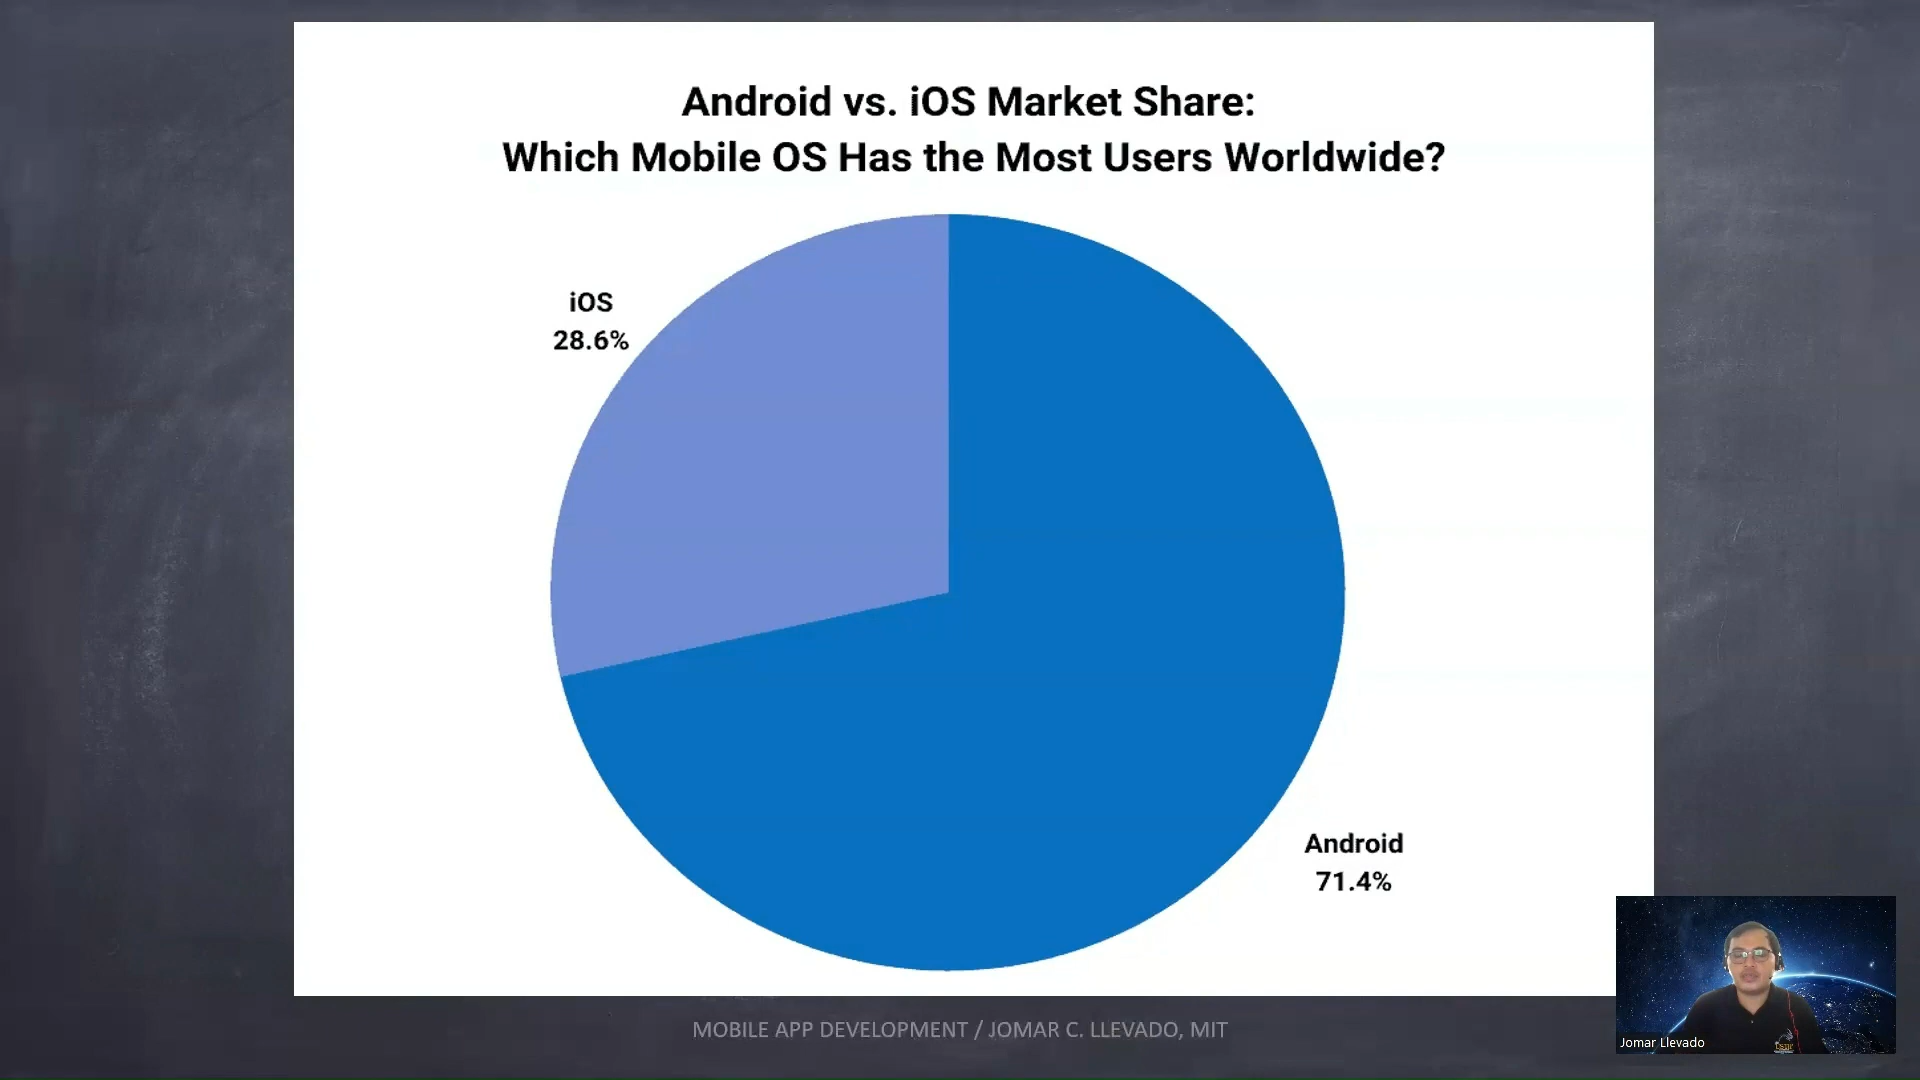 Android vs. iOS Market Share:
Which Mobile OS Has the Most Users Worldwide?
iOS
28.6%
Android
71.4%
MOBILE APP DEVELOPMENT / JOMAR C. LLEVADO, MIT
Jomar Llevado